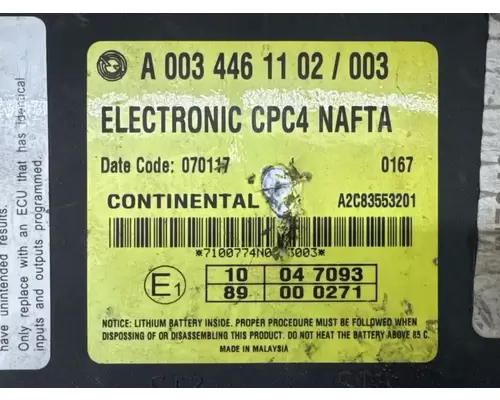 have unintended results.
Only replace with an ECU that has identical
inputs and outputs programmed.
A 003 446 11 02 / 003
ELECTRONIC CPC4 NAFTA
Date Code: 070117 0167
CONTINENTAL A2C83553201
E1
10 04 7093
89 00 0271
NOTICE: LITHIUM BATTERY INSIDE. PROPER PROCEDURE MUST BE FOLLOWED WHEN
DISPOSING OF OR DISASSEMBLING THIS PRODUCT. DO NOT HEAT THE BATTERY ABOVE 85 C.
MADE IN MALAYSIA